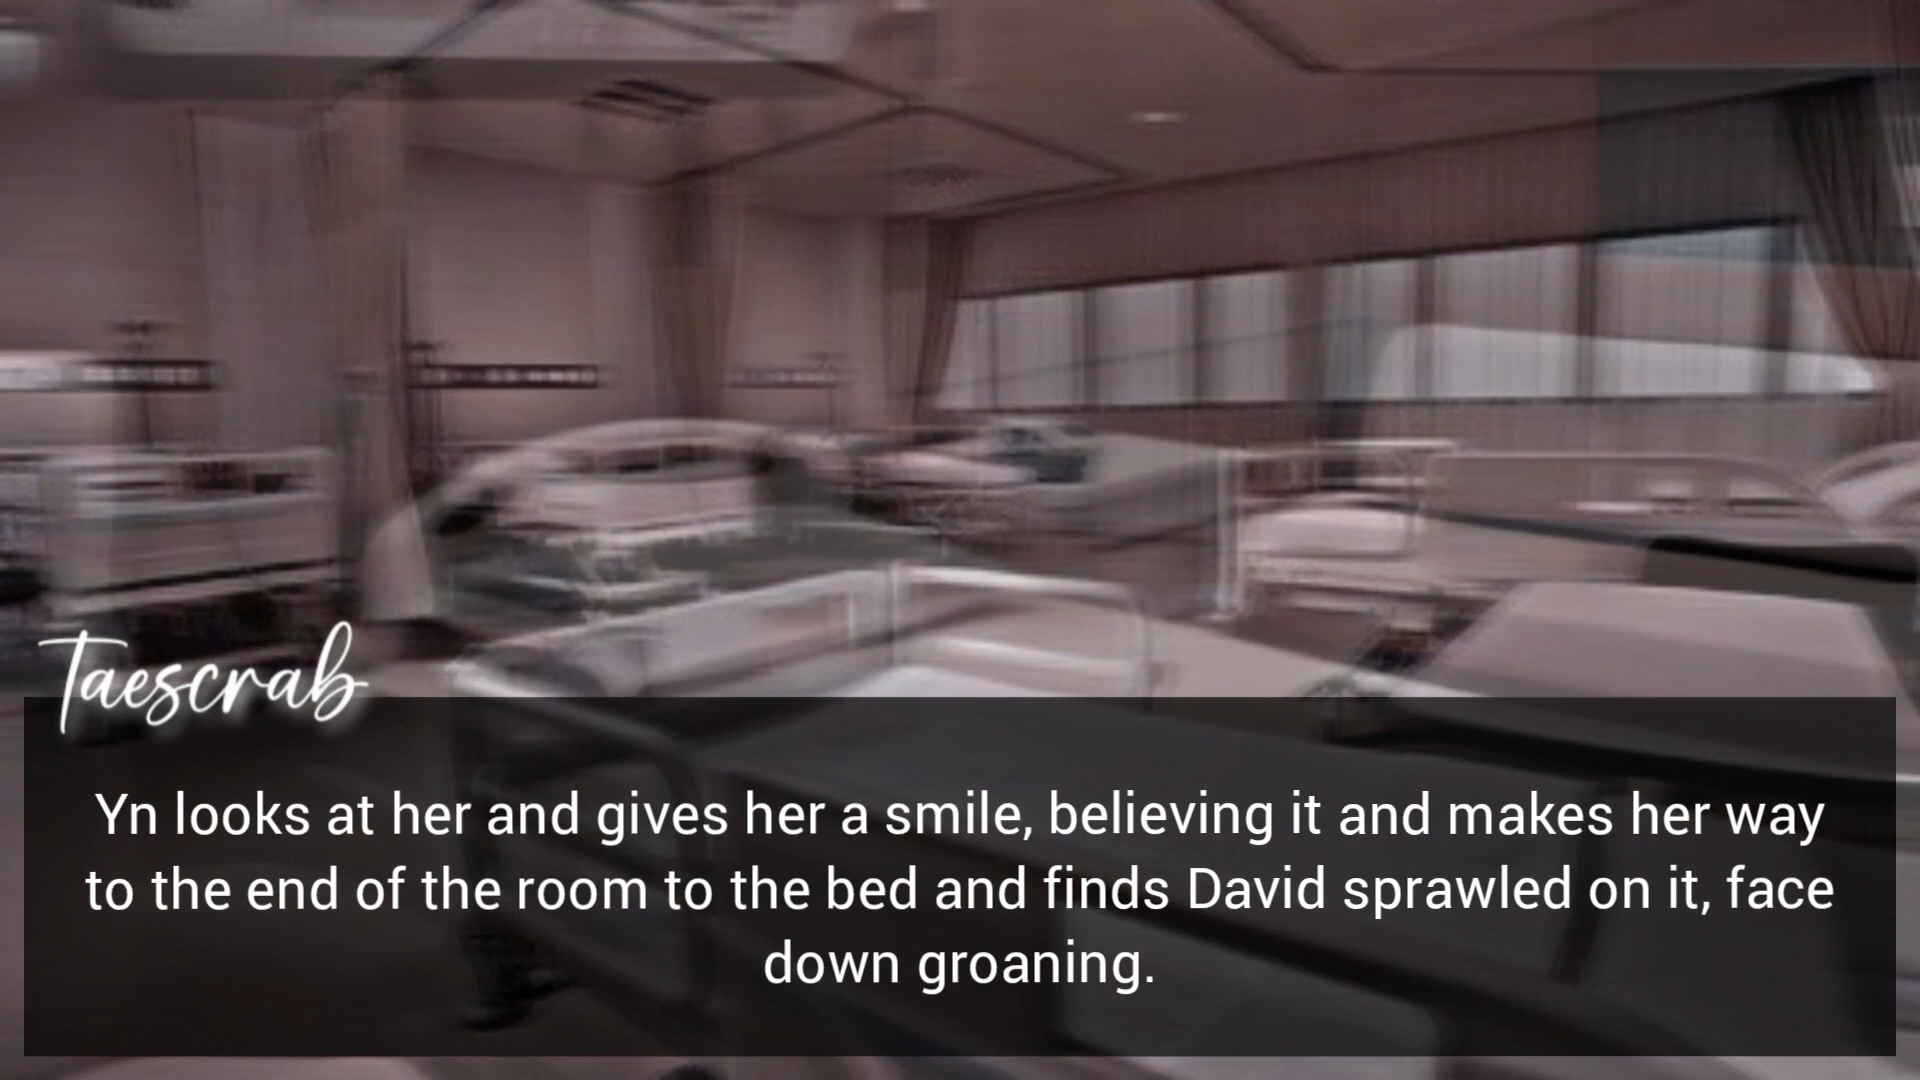 Taescrab
Yn looks at her and gives her a smile, believing it and makes her way
to the end of the room to the bed and finds David sprawled on it, face
down groaning.